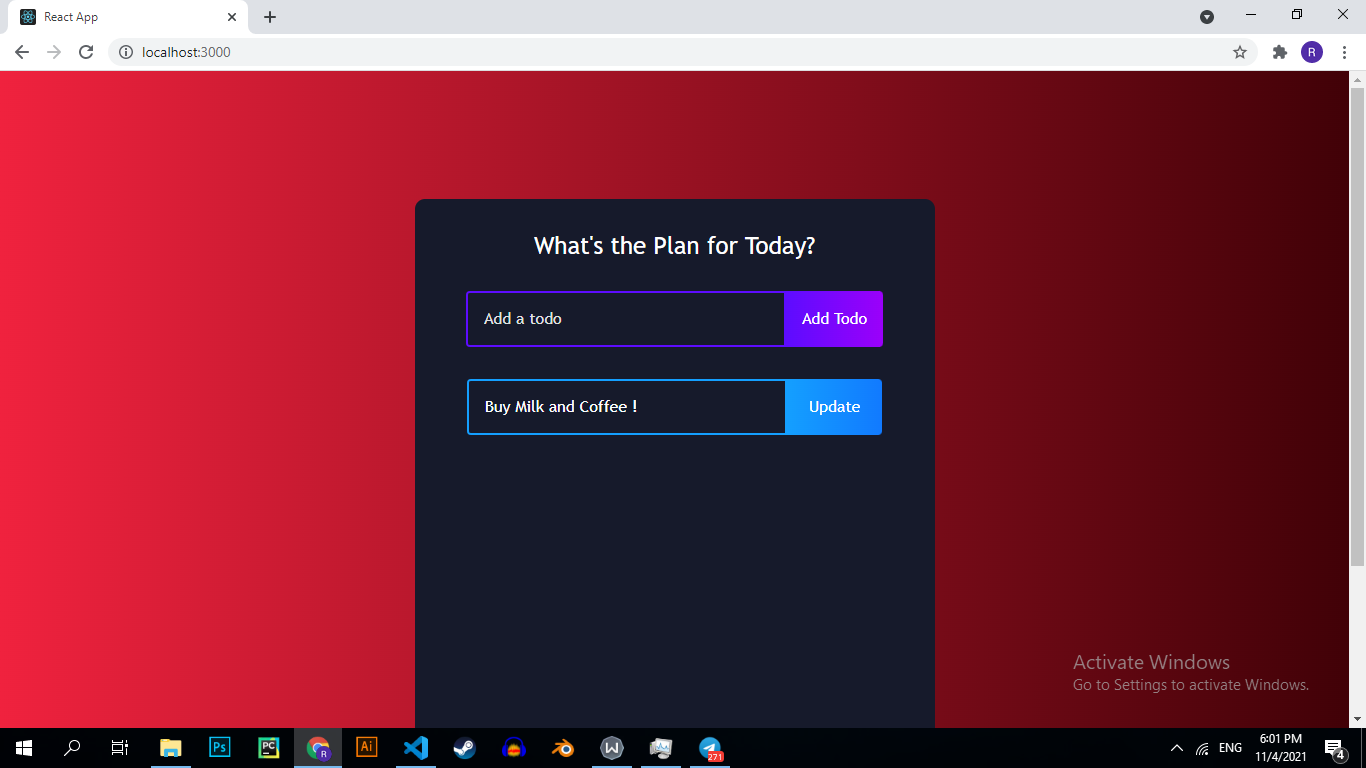 React App
localhost:3000
R
What's the Plan for Today?
Add a todo
Add Todo
Buy Milk and Coffee !
Update
Activate Windows
Go to Settings to activate Windows.
Ps
PC
R
Ai
W
271
ENG
6:01 PM
11/4/2021
4